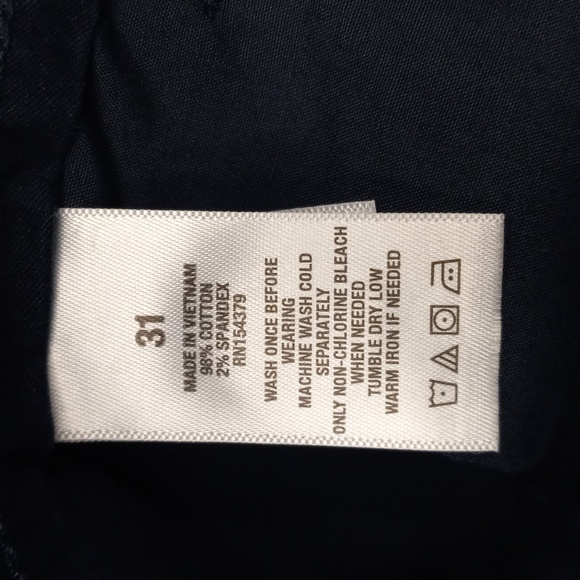 31
MADE IN VIETNAM
98% COTTON
2% SPANDEX
RN154379
WASH ONCE BEFORE
WEARING
MACHINE WASH COLD
SEPARATELY
ONLY NON-CHLORINE BLEACH
WHEN NEEDED
TUMBLE DRY LOW
WARM IRON IF NEEDED